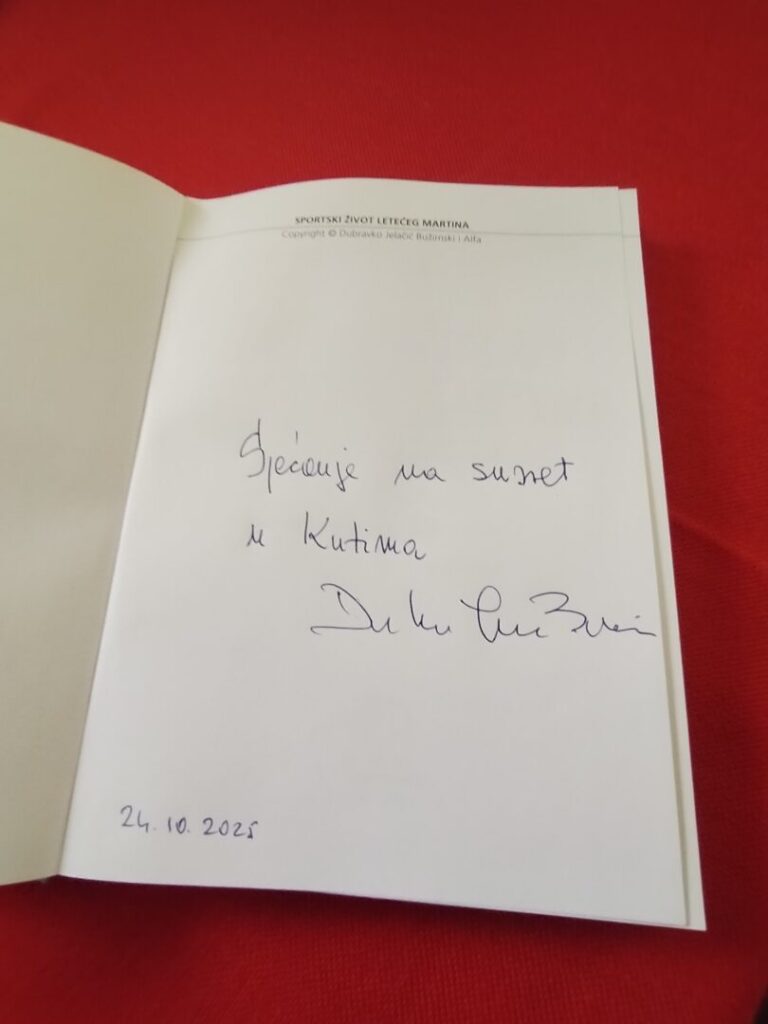 SPORTSKI ŽIVOT LETEĆEG MARTINA
Copyright © Dubravko Jelačić Bužimski i Alfa
Sjećanje na susret
u Kutima
24. 10. 2025